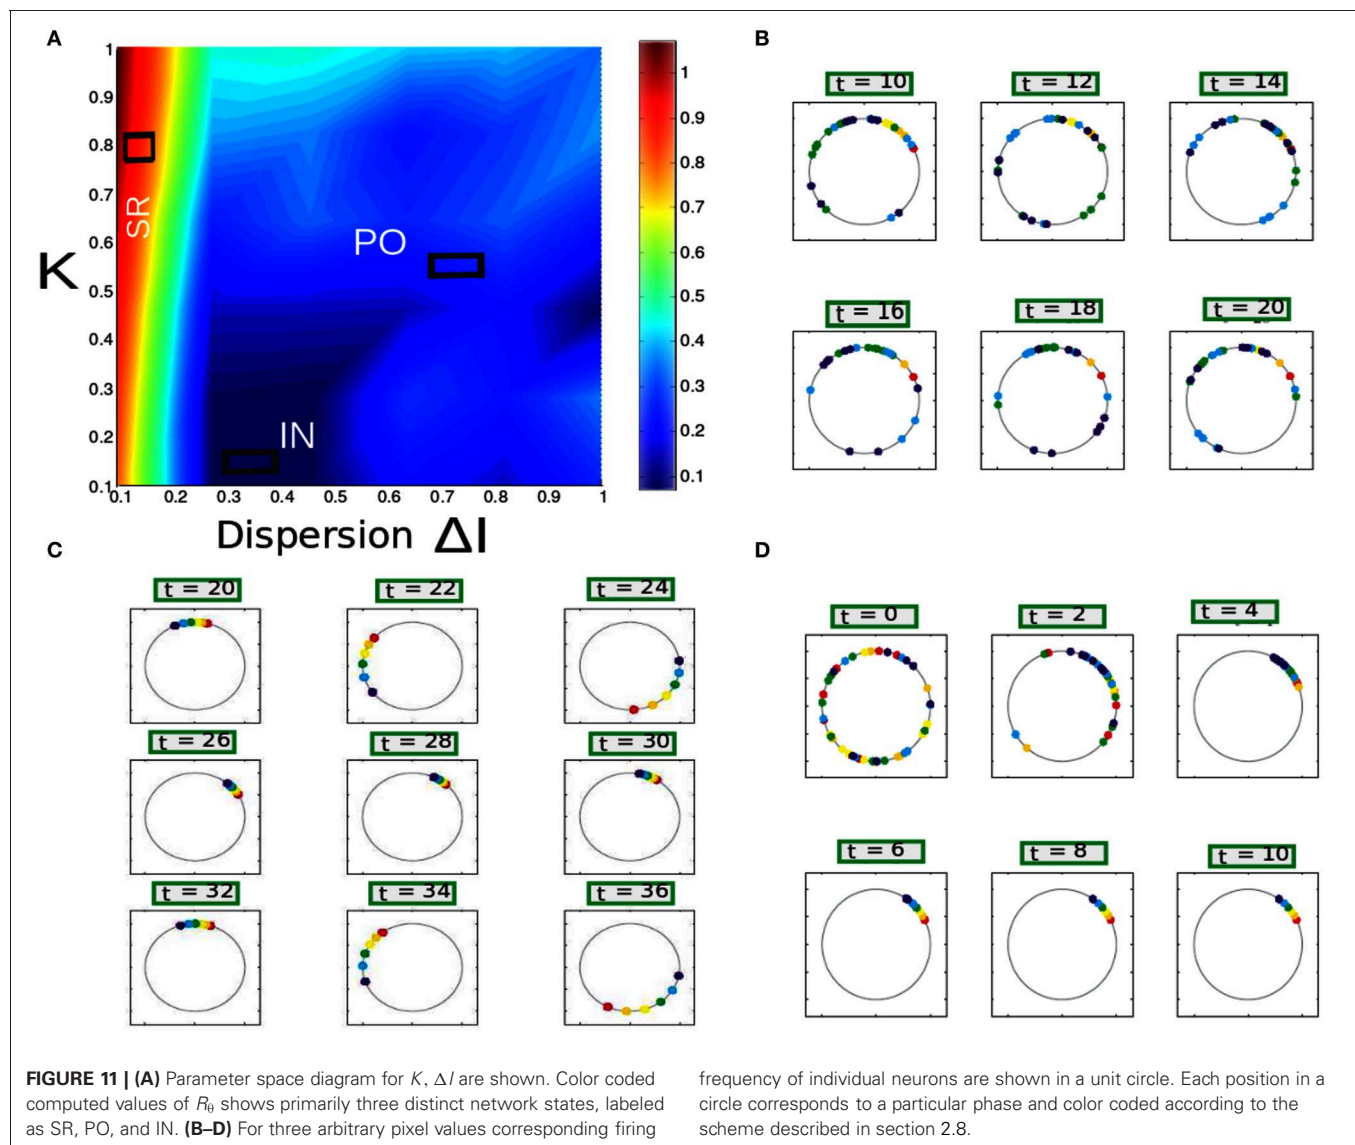 A
1
0.9
0.8
0.7
0.6
0.5
0.4
0.3
0.2
0.1
K
SR
PO
IN
0.1 0.2 0.3 0.4 0.5 0.6 0.7 0.8 0.9 1
Dispersion ΔI
1
0.9
0.8
0.7
0.6
0.5
0.4
0.3
0.2
0.1
B
t = 10 t = 12 t = 14
t = 16 t = 18 t = 20
C
t = 20 t = 22 t = 24
t = 26 t = 28 t = 30
t = 32 t = 34 t = 36
D
t = 0 t = 2 t = 4
t = 6 t = 8 t = 10
FIGURE 11 | (A) Parameter space diagram for K, ΔI are shown. Color coded
computed values of Rθ shows primarily three distinct network states, labeled
as SR, PO, and IN. (B–D) For three arbitrary pixel values corresponding firing
frequency of individual neurons are shown in a unit circle. Each position in a
circle corresponds to a particular phase and color coded according to the
scheme described in section 2.8.